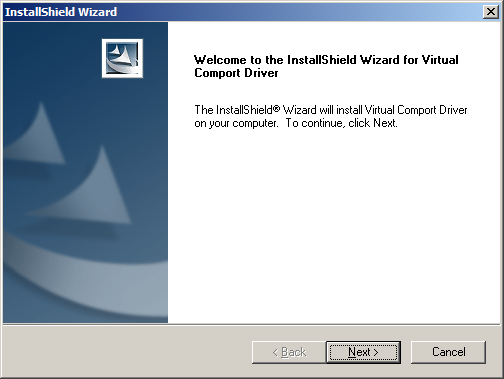 InstallShield Wizard
Welcome to the InstallShield Wizard for Virtual
Comport Driver
The InstallShield® Wizard will install Virtual Comport Driver
on your computer.  To continue, click Next.
< Back
Next >
Cancel